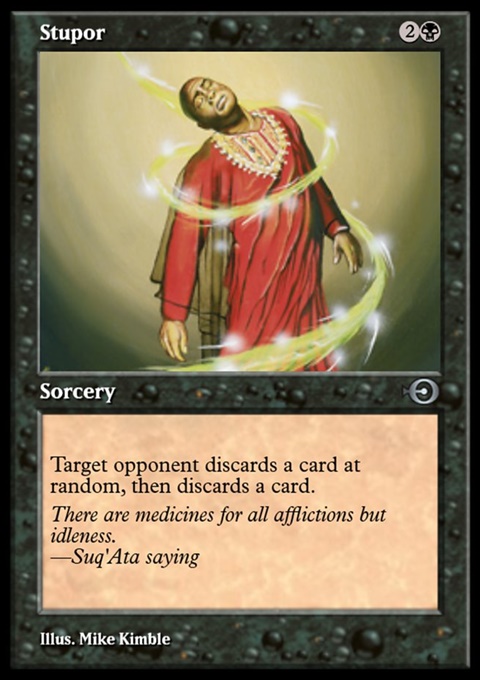 Stupor
2
Sorcery
Target opponent discards a card at
random, then discards a card.
There are medicines for all afflictions but
idleness.
—Suq'Ata saying
Illus. Mike Kimble